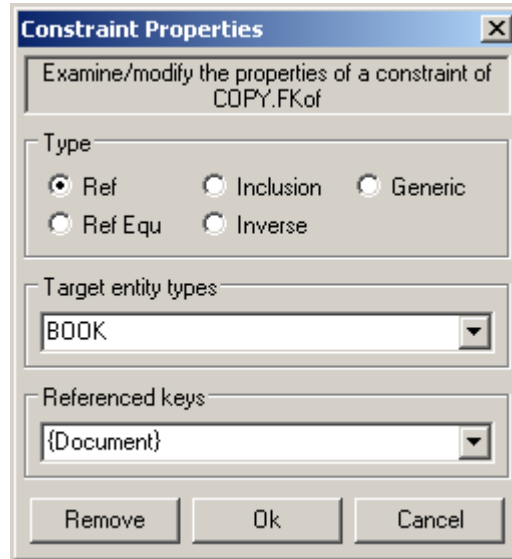 Constraint Properties
Examine/modify the properties of a constraint of
COPY.FKof
Type
Ref Inclusion Generic
Ref Equ Inverse
Target entity types
BOOK
Referenced keys
{Document}
Remove Ok Cancel